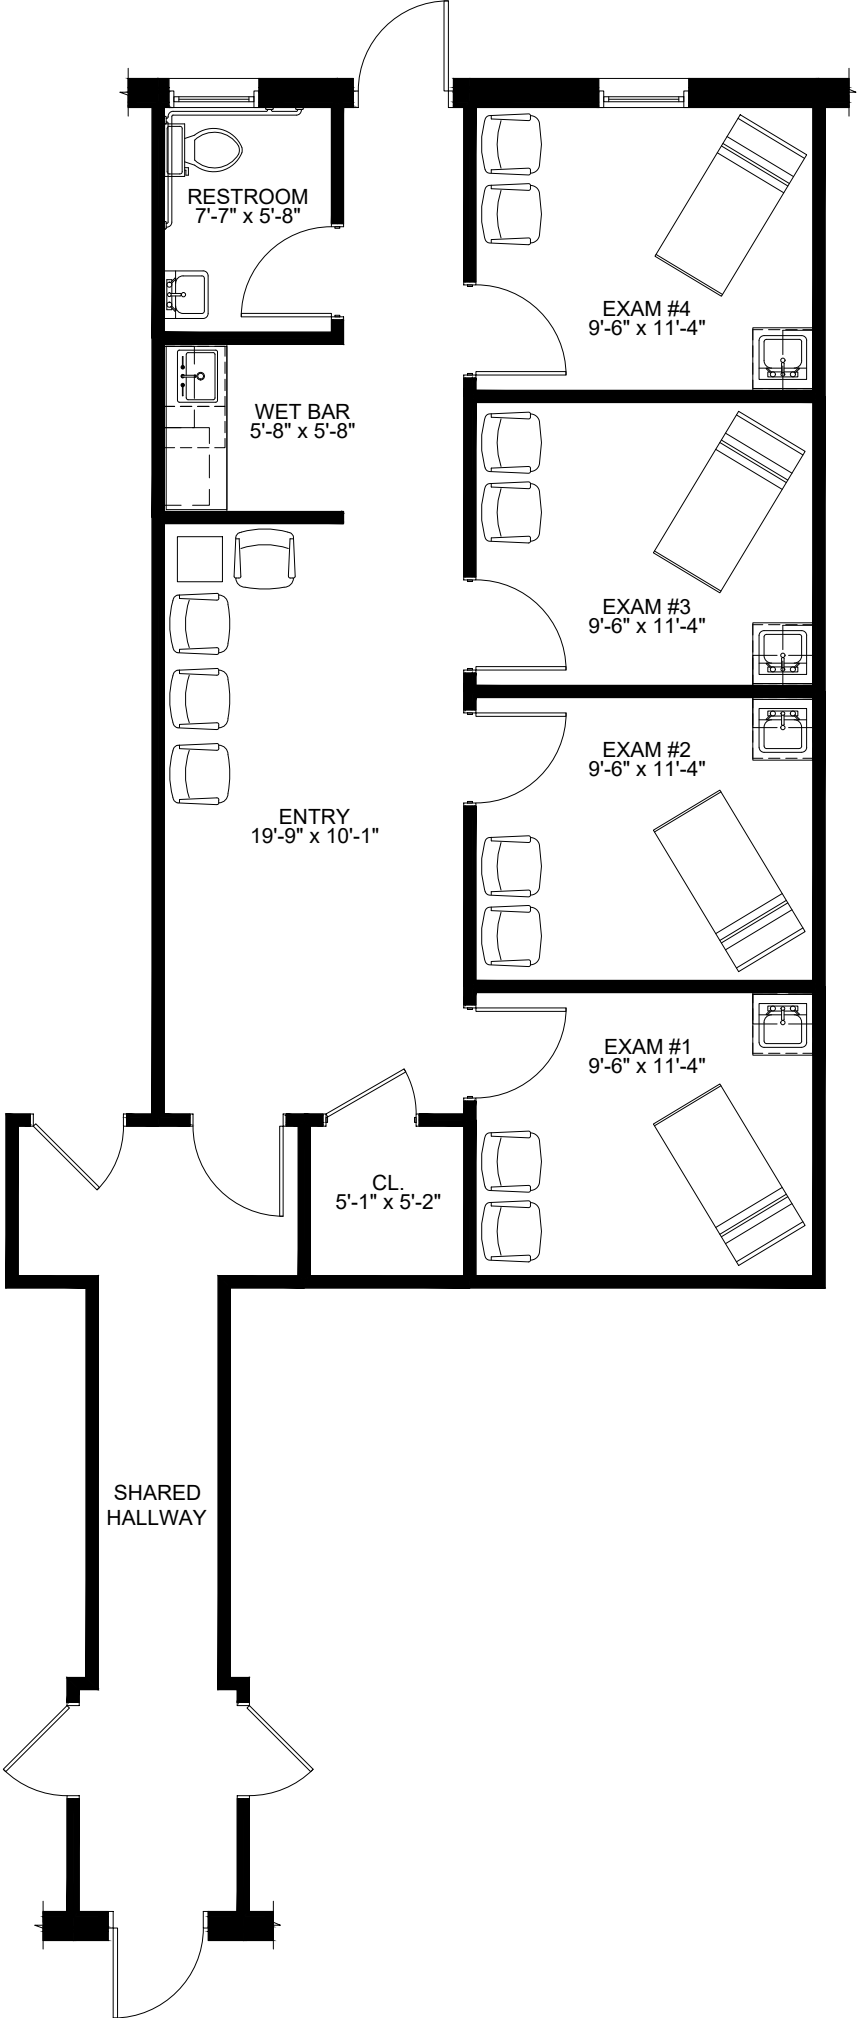 RESTROOM
7'-7" x 5'-8"
EXAM #4
9'-6" x 11'-4"
WET BAR
5'-8" x 5'-8"
EXAM #3
9'-6" x 11'-4"
EXAM #2
9'-6" x 11'-4"
ENTRY
19'-9" x 10'-1"
EXAM #1
9'-6" x 11'-4"
CL.
5'-1" x 5'-2"
SHARED
HALLWAY